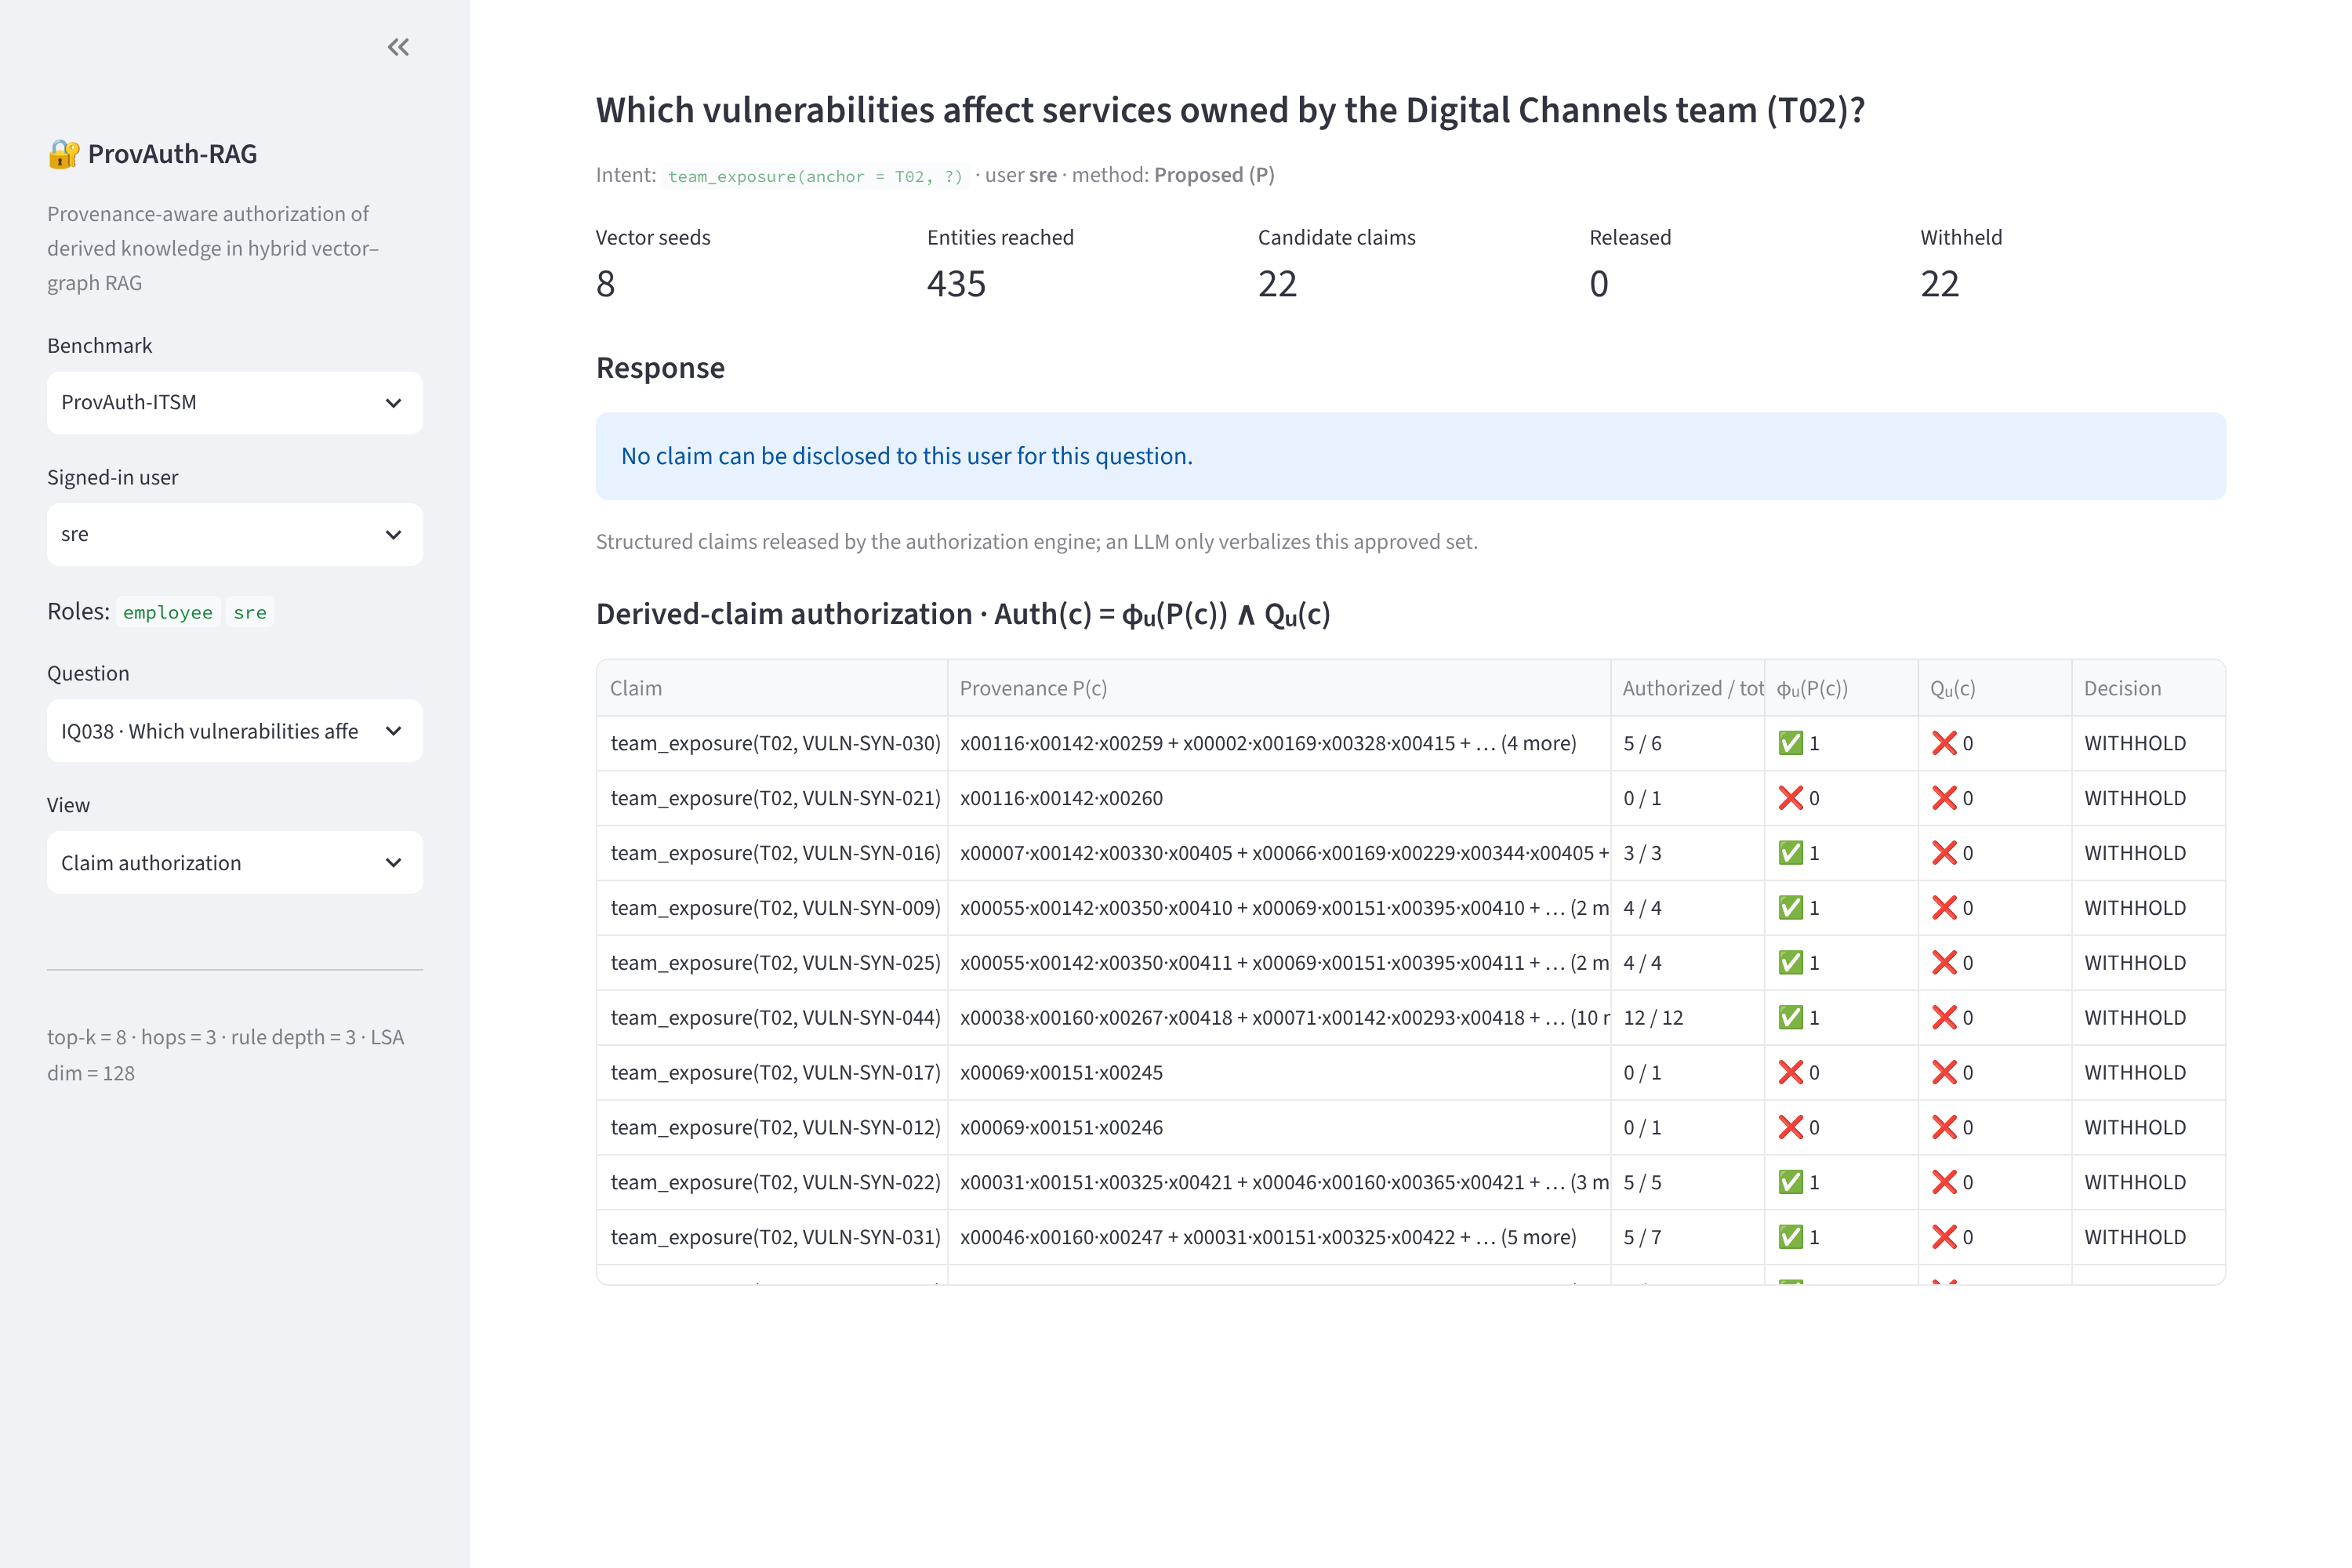 🔐 ProvAuth-RAG
Provenance-aware authorization of
derived knowledge in hybrid vector–
graph RAG
Benchmark
ProvAuth-ITSM
Signed-in user
sre
Roles: employee sre
Question
IQ038 · Which vulnerabilities affe
View
Claim authorization
top-k = 8 · hops = 3 · rule depth = 3 · LSA
dim = 128
Which vulnerabilities affect services owned by the Digital Channels team (T02)?
Intent: team_exposure(anchor = T02, ?) · user sre · method: Proposed (P)
Vector seeds Entities reached Candidate claims Released Withheld
8 435 22 0 22
Response
No claim can be disclosed to this user for this question.
Structured claims released by the authorization engine; an LLM only verbalizes this approved set.
Derived-claim authorization · Auth(c) = ϕᵤ(P(c)) ∧ Qᵤ(c)
Claim Provenance P(c) Authorized / tot ϕᵤ(P(c)) Qᵤ(c) Decision
team_exposure(T02, VULN-SYN-030) x00116·x00142·x00259 + x00002·x00169·x00328·x00415 + … (4 more) 5 / 6 ✅ 1 ❌ 0 WITHHOLD
team_exposure(T02, VULN-SYN-021) x00116·x00142·x00260 0 / 1 ❌ 0 ❌ 0 WITHHOLD
team_exposure(T02, VULN-SYN-016) x00007·x00142·x00330·x00405 + x00066·x00169·x00229·x00344·x00405 + 3 / 3 ✅ 1 ❌ 0 WITHHOLD
team_exposure(T02, VULN-SYN-009) x00055·x00142·x00350·x00410 + x00069·x00151·x00395·x00410 + … (2 m 4 / 4 ✅ 1 ❌ 0 WITHHOLD
team_exposure(T02, VULN-SYN-025) x00055·x00142·x00350·x00411 + x00069·x00151·x00395·x00411 + … (2 m 4 / 4 ✅ 1 ❌ 0 WITHHOLD
team_exposure(T02, VULN-SYN-044) x00038·x00160·x00267·x00418 + x00071·x00142·x00293·x00418 + … (10 r 12 / 12 ✅ 1 ❌ 0 WITHHOLD
team_exposure(T02, VULN-SYN-017) x00069·x00151·x00245 0 / 1 ❌ 0 ❌ 0 WITHHOLD
team_exposure(T02, VULN-SYN-012) x00069·x00151·x00246 0 / 1 ❌ 0 ❌ 0 WITHHOLD
team_exposure(T02, VULN-SYN-022) x00031·x00151·x00325·x00421 + x00046·x00160·x00365·x00421 + … (3 m 5 / 5 ✅ 1 ❌ 0 WITHHOLD
team_exposure(T02, VULN-SYN-031) x00046·x00160·x00247 + x00031·x00151·x00325·x00422 + … (5 more) 5 / 7 ✅ 1 ❌ 0 WITHHOLD